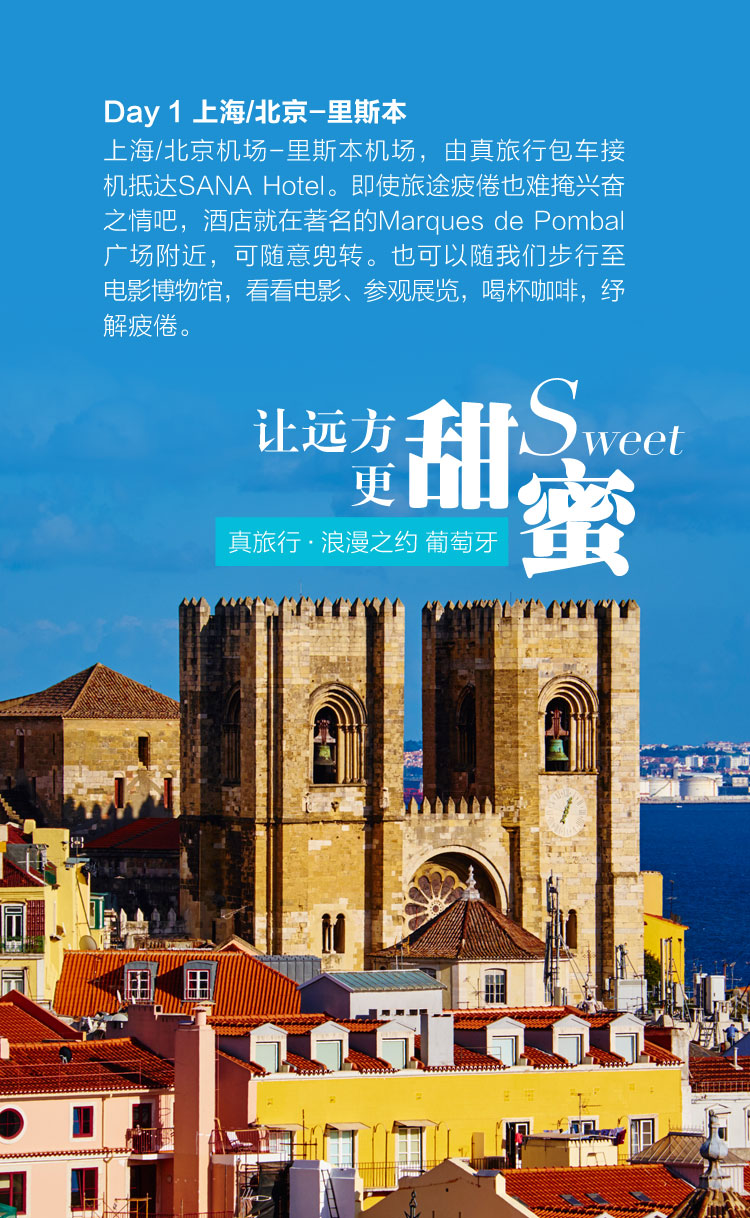 Day 1 上海/北京-里斯本
上海/北京机场-里斯本机场，由真旅行包车接
机抵达SANA Hotel。即使旅途疲倦也难掩兴奋
之情吧，酒店就在著名的Marques de Pombal
广场附近，可随意兜转。也可以随我们步行至
电影博物馆，看看电影、参观展览，喝杯咖啡，纾
解疲倦。
让远方
更
甜蜜
Sweet
真旅行·浪漫之约 葡萄牙